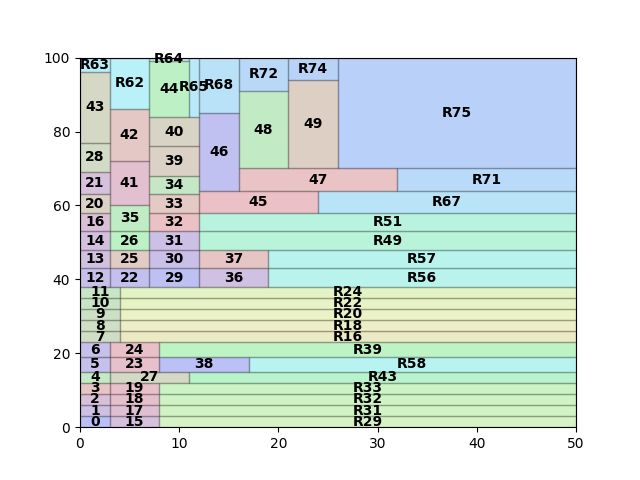 100
R63 R64 R74
R62 R65 R68 R72
43 44 R75
80
42 40 46 48 49
28 39
21 41 34 47 R71
60
20 33 45 R67
16 35 32 R51
14 26 31 R49
13 25 30 37 R57
40
12 22 29 36 R56
11 R24
10 R22
9 R20
8 R18
7 R16
20
6 24 R39
5 23 38 R58
4 27 R43
3 19 R33
2 18 R32
1 17 R31
0
0 15 R29
0 10 20 30 40 50